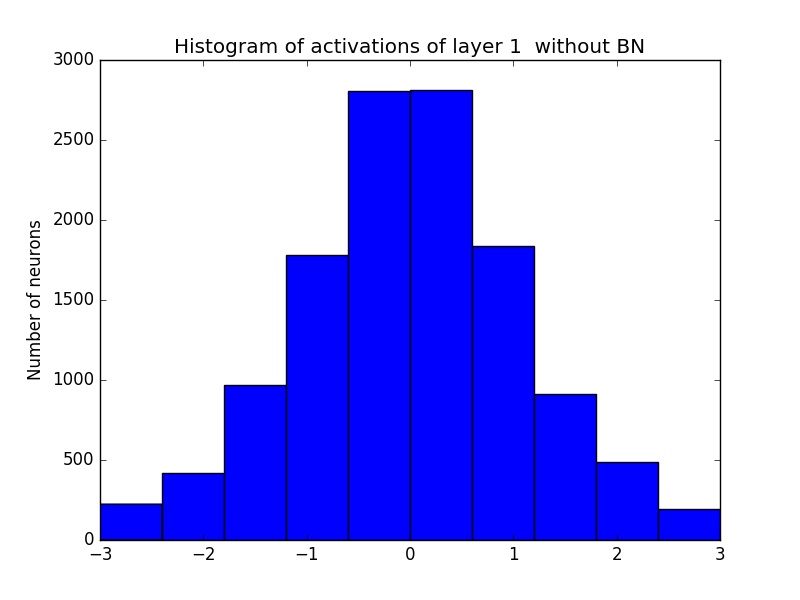 Histogram of activations of layer 1  without BN
3000
2500
2000
1500
1000
500
0
Number of neurons
−3 −2 −1 0 1 2 3